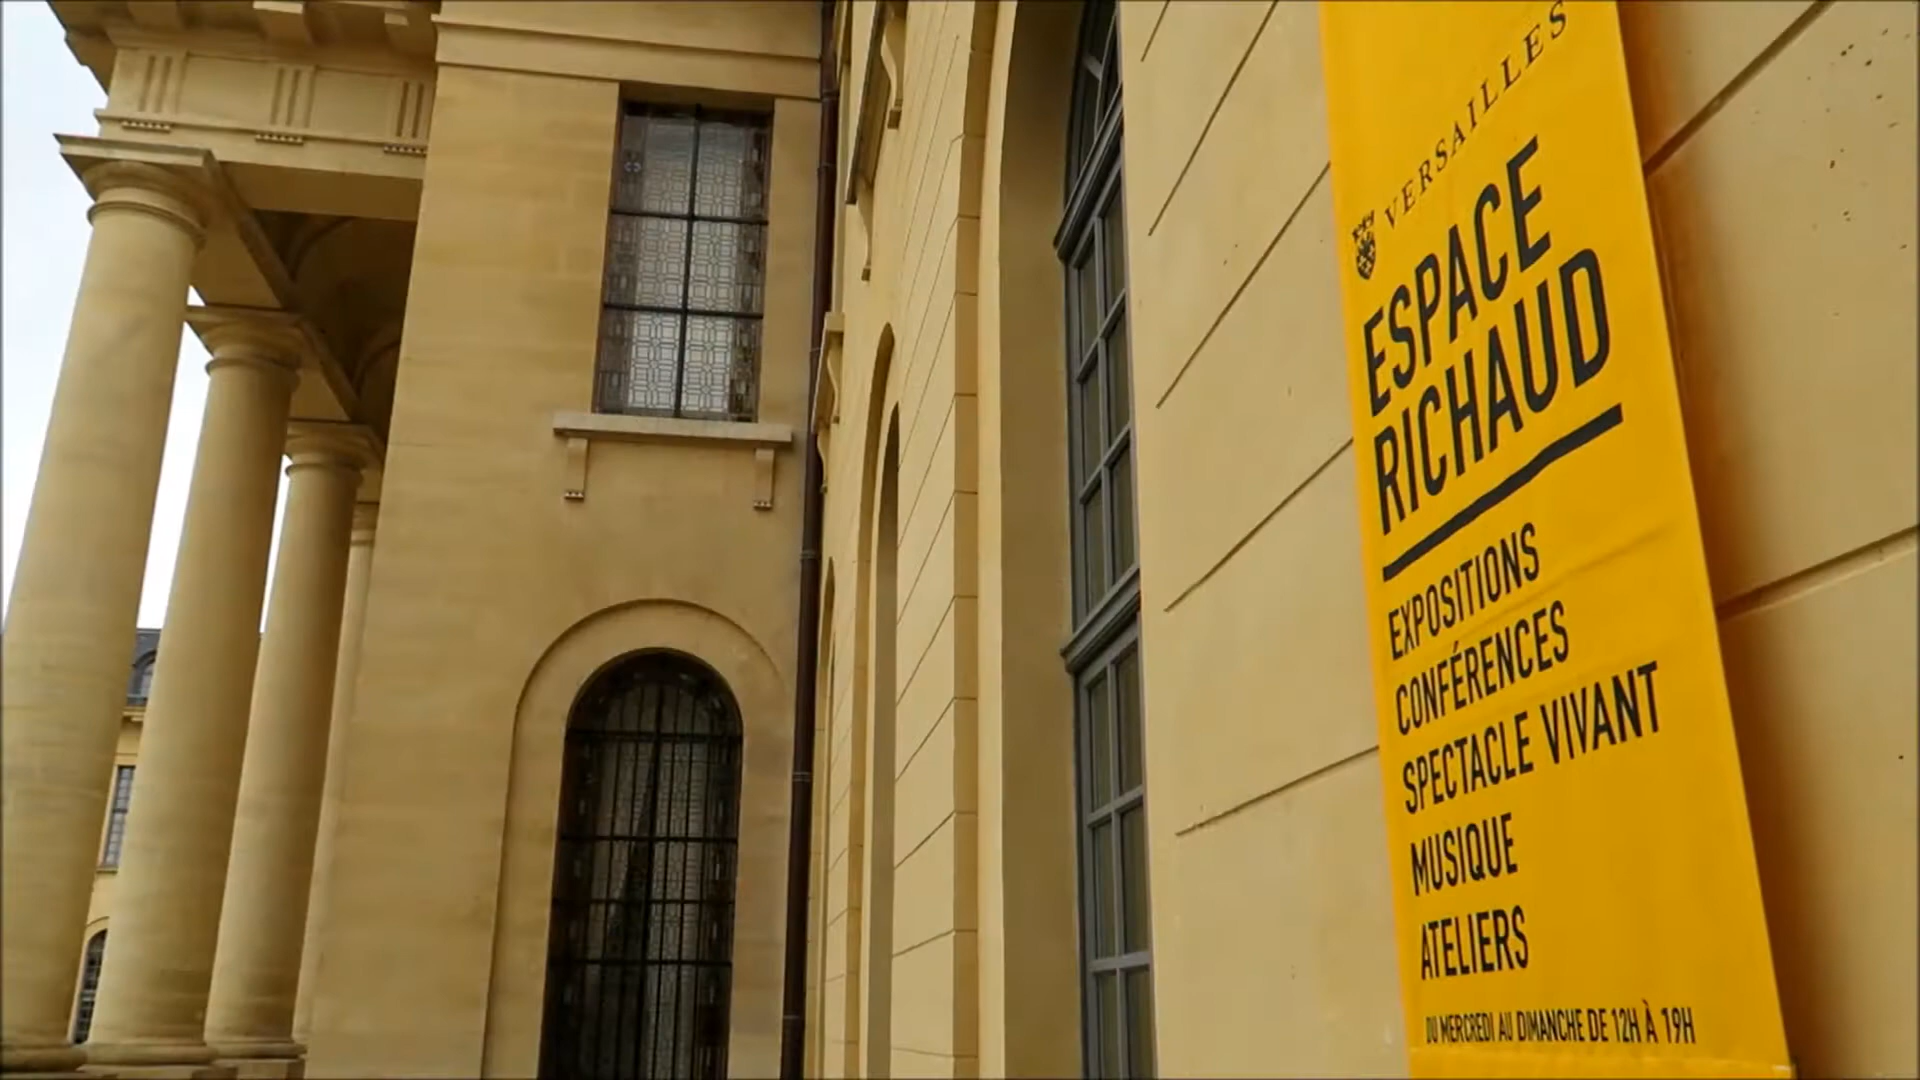 VERSAILLES
ESPACE
RICHAUD
EXPOSITIONS
CONFÉRENCES
SPECTACLE VIVANT
MUSIQUE
ATELIERS
DU MERCREDI AU DIMANCHE DE 12H À 19H